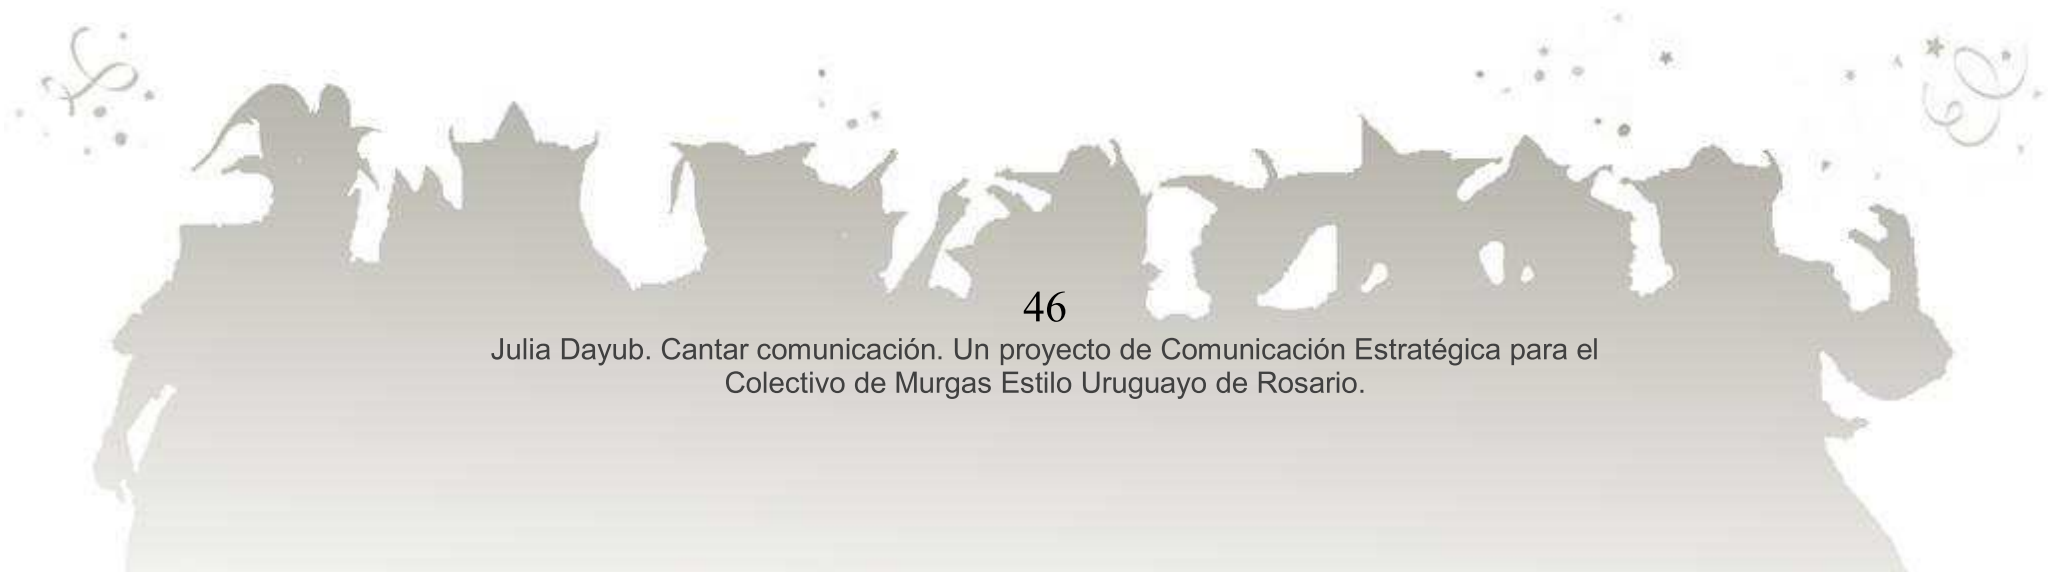 46
Julia Dayub. Cantar comunicación. Un proyecto de Comunicación Estratégica para el
Colectivo de Murgas Estilo Uruguayo de Rosario.